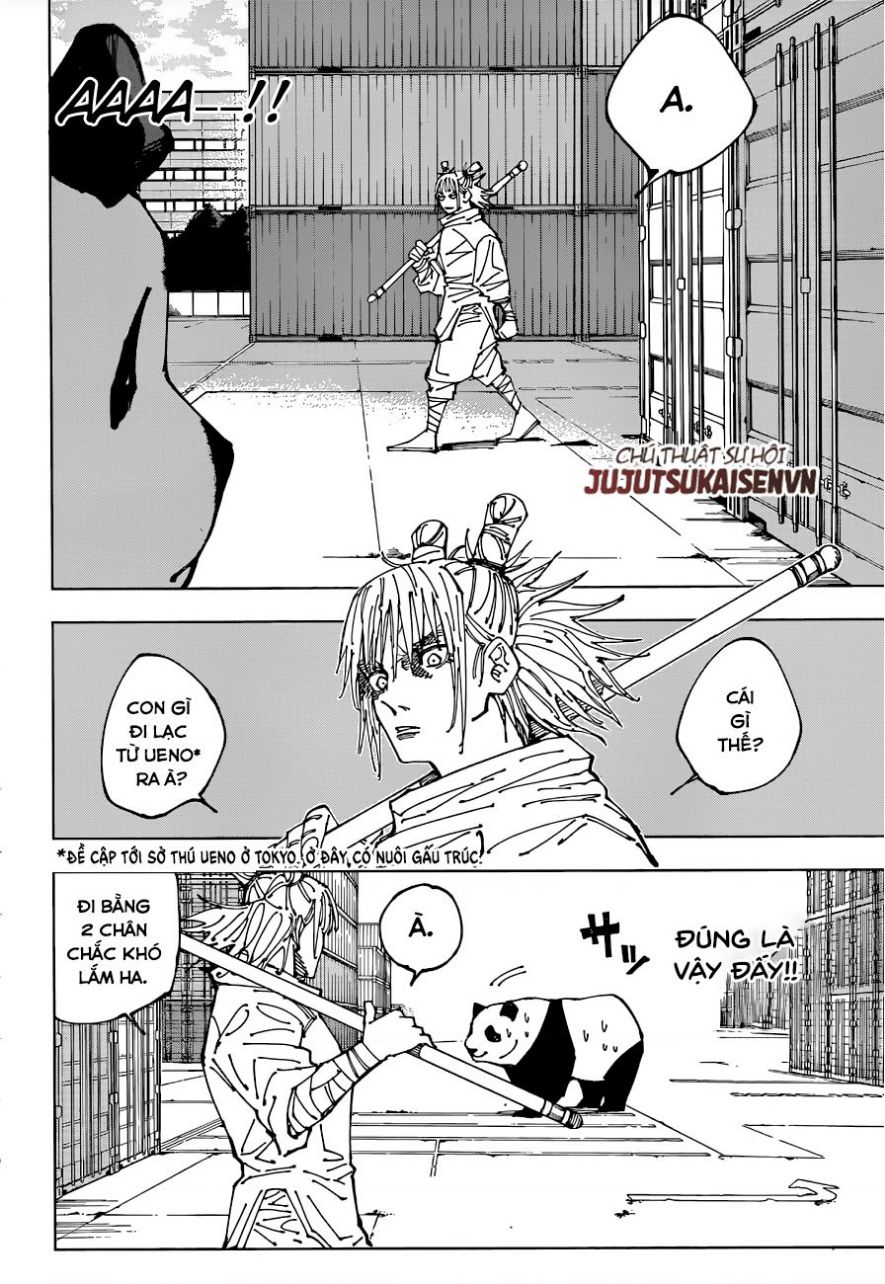 A.
AAAA—!!
CHÚ THUẬT SƯ HỒI
JUJUTSUKAISENVN
CÁI
GÌ
THẾ?
CON GÌ
ĐI LẠC
TỪ UENO*
RA À?
*ĐỀ CẬP TỚI SỞ THÚ UENO Ở TOKYO. Ở ĐÂY CÓ NUÔI GẤU TRÚC.
ĐÚNG LÀ
VẬY ĐẤY!!
ザッ
À.
ĐI BẰNG
2 CHÂN
CHẮC KHÓ
LẮM HA.